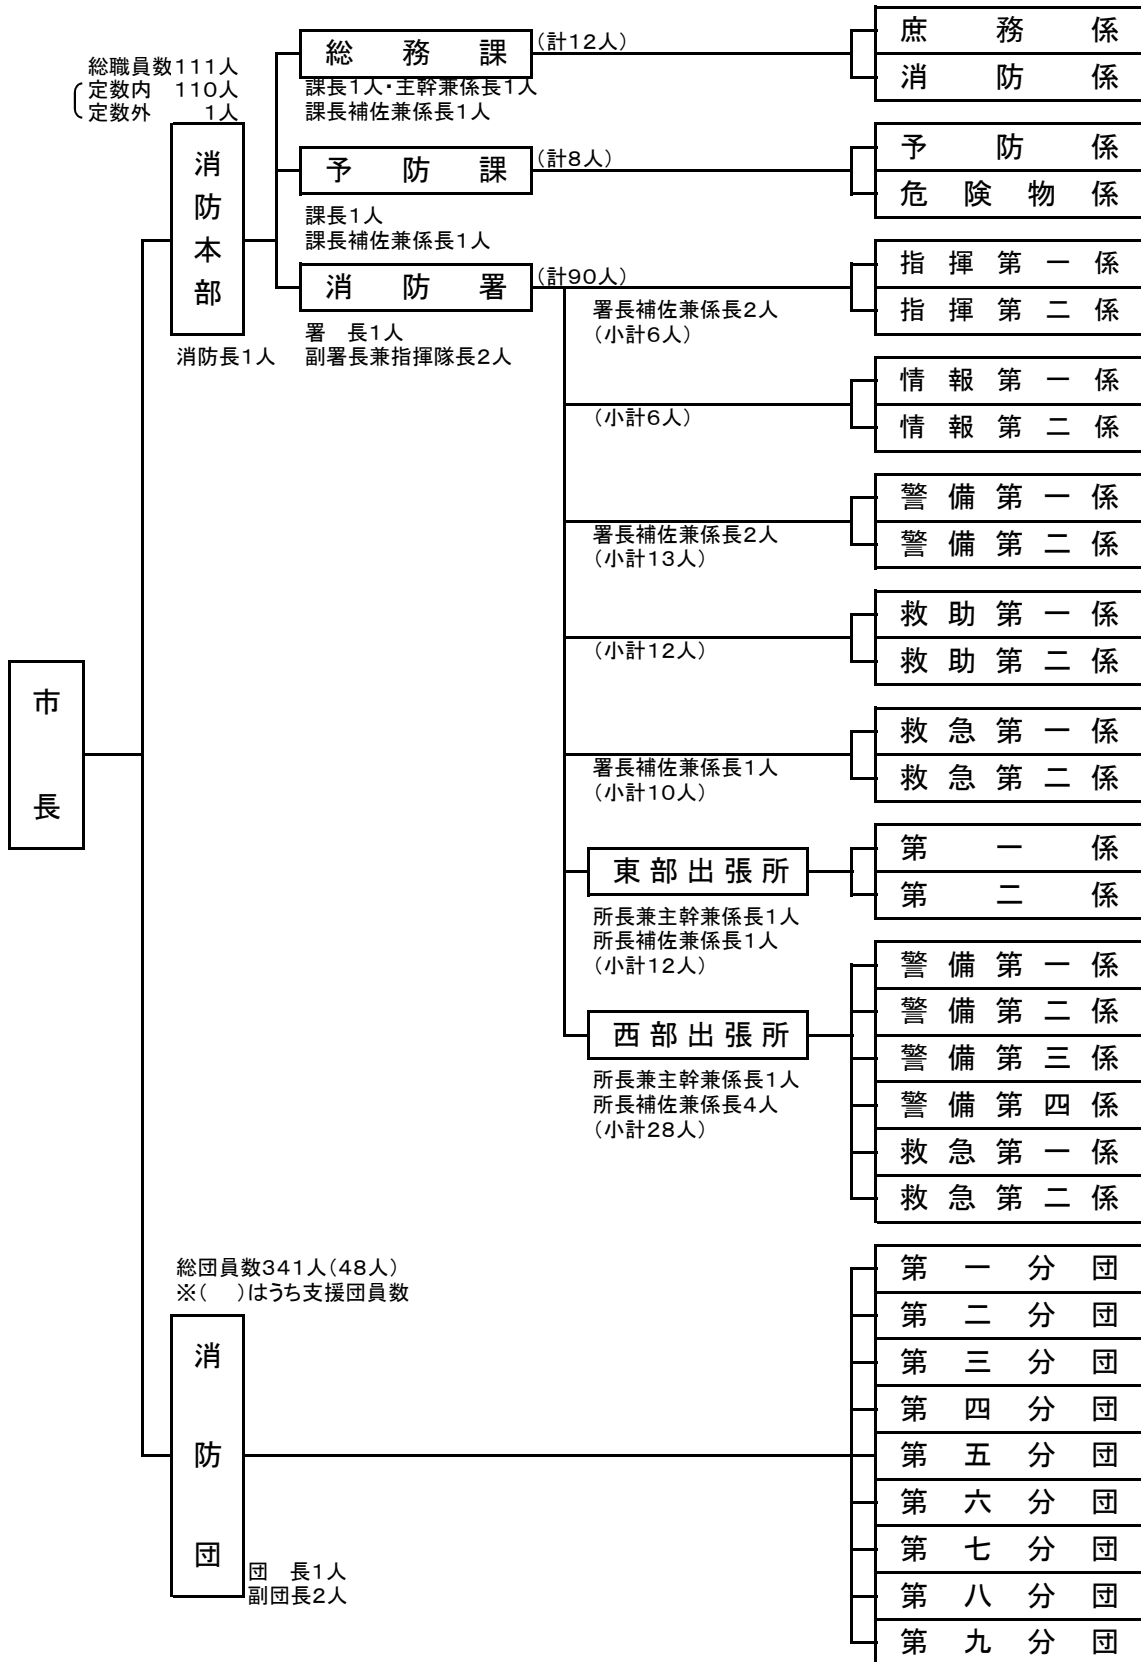 市長
総職員数111人
定数内 110人
定数外 1人
消防本部
消防長1人
総務課
(計12人)
課長1人・主幹兼係長1人
課長補佐兼係長1人
庶務係
消防係
予防課
(計8人)
課長1人
課長補佐兼係長1人
予防係
危険物係
消防署
(計90人)
署 長1人
副署長兼指揮隊長2人
署長補佐兼係長2人
(小計6人)
指揮第一係
指揮第二係
(小計6人)
情報第一係
情報第二係
署長補佐兼係長2人
(小計13人)
警備第一係
警備第二係
(小計12人)
救助第一係
救助第二係
署長補佐兼係長1人
(小計10人)
救急第一係
救急第二係
東部出張所
所長兼主幹兼係長1人
所長補佐兼係長1人
(小計12人)
第一係
第二係
西部出張所
所長兼主幹兼係長1人
所長補佐兼係長4人
(小計28人)
警備第一係
警備第二係
警備第三係
警備第四係
救急第一係
救急第二係
総団員数341人(48人)
※( )はうち支援団員数
消防団
団 長1人
副団長2人
第一分団
第二分団
第三分団
第四分団
第五分団
第六分団
第七分団
第八分団
第九分団